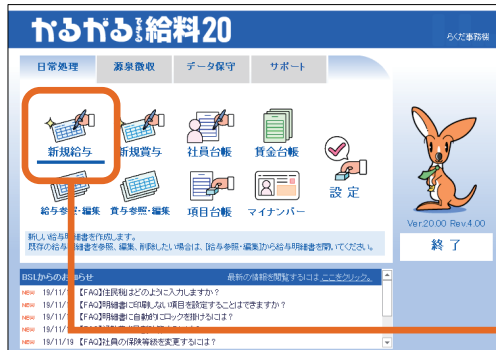 かるがるできる給料20
らくだ事務機
日常処理 源泉徴収 データ保守 サポート
新規給与 新規賞与 社員台帳 賃金台帳
設定
給与参照・編集 賞与参照・編集 項目台帳 マイナンバー
Ver.20.00 Rev.4.00
終了
新しい給与明細書を作成します。
既存の給与明細書を参照、編集、削除したい場合は、[給与参照・編集]から給与明細書を開いてください。
BSLからのお知らせ 最新の情報を閲覧するには、ここをクリック。
NEW 19/11/ 【FAQ】住民税はどのように入力しますか?
NEW 19/11/ 【FAQ】明細書に印刷しない項目を設定することはできますか?
NEW 19/11/ 【FAQ】明細書に自動的にロックを掛けるには?
NEW 19/11/
NEW 19/11/19 【FAQ】社員の保険等級を変更するには?